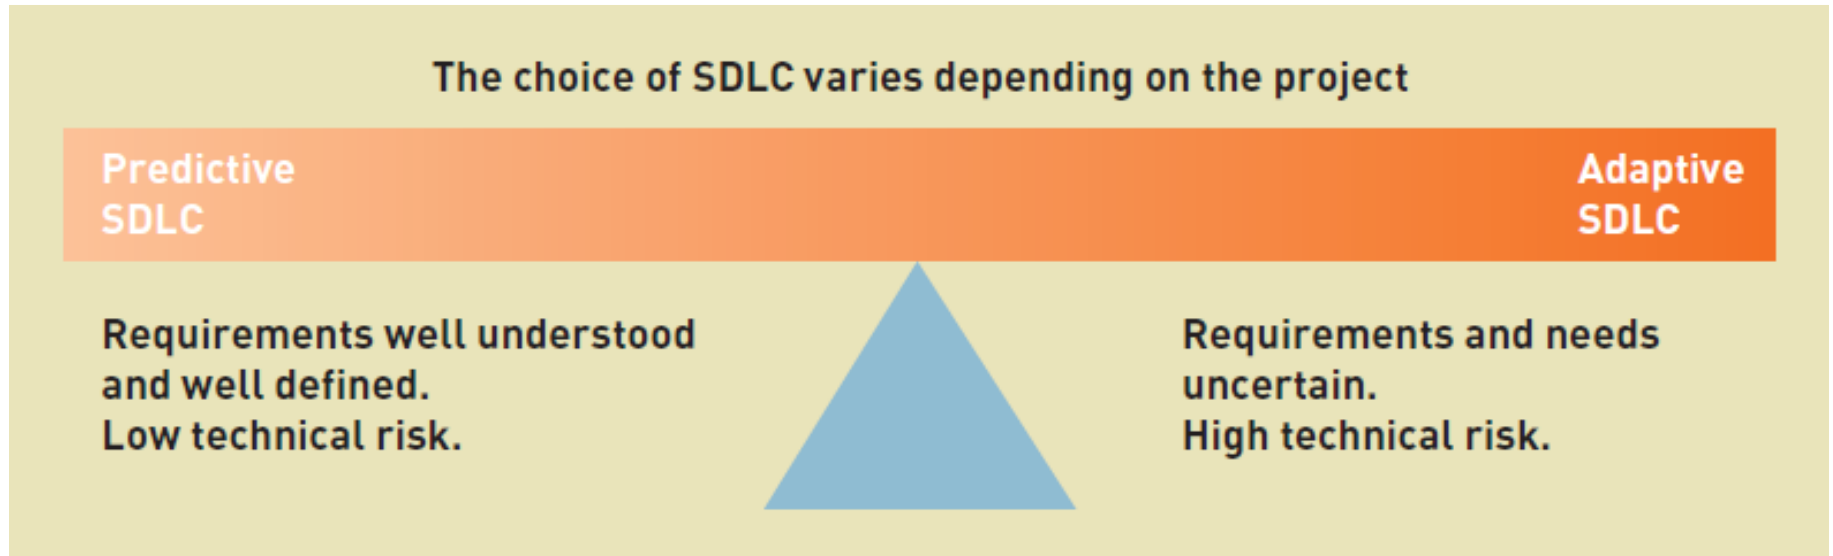 The choice of SDLC varies depending on the project
Predictive
SDLC
Adaptive
SDLC
Requirements well understood
and well defined.
Low technical risk.
Requirements and needs
uncertain.
High technical risk.